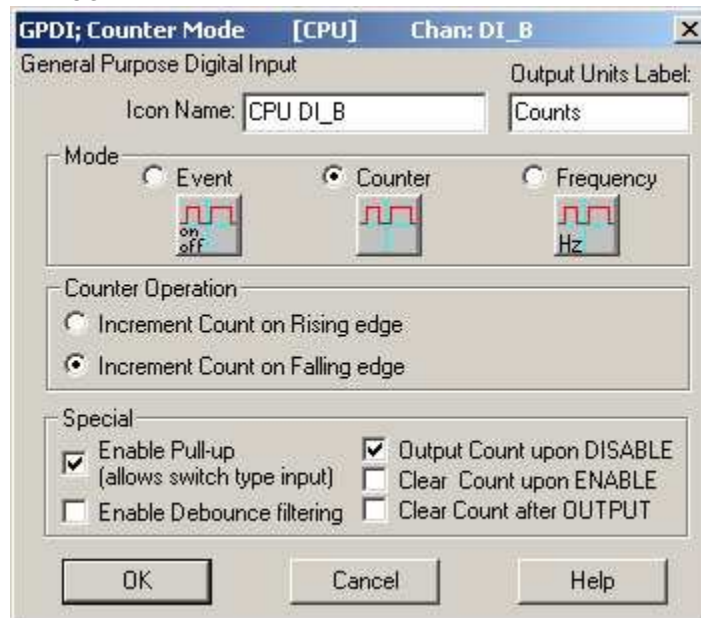 GPDI; Counter Mode [CPU] Chan: DI_B
General Purpose Digital Input
Output Units Label:
Icon Name: CPU DI_B
Counts
Mode
Event
Counter
Frequency
on
off
Hz
Counter Operation
Increment Count on Rising edge
Increment Count on Falling edge
Special
Enable Pull-up
(allows switch type input)
Enable Debounce filtering
Output Count upon DISABLE
Clear Count upon ENABLE
Clear Count after OUTPUT
OK
Cancel
Help